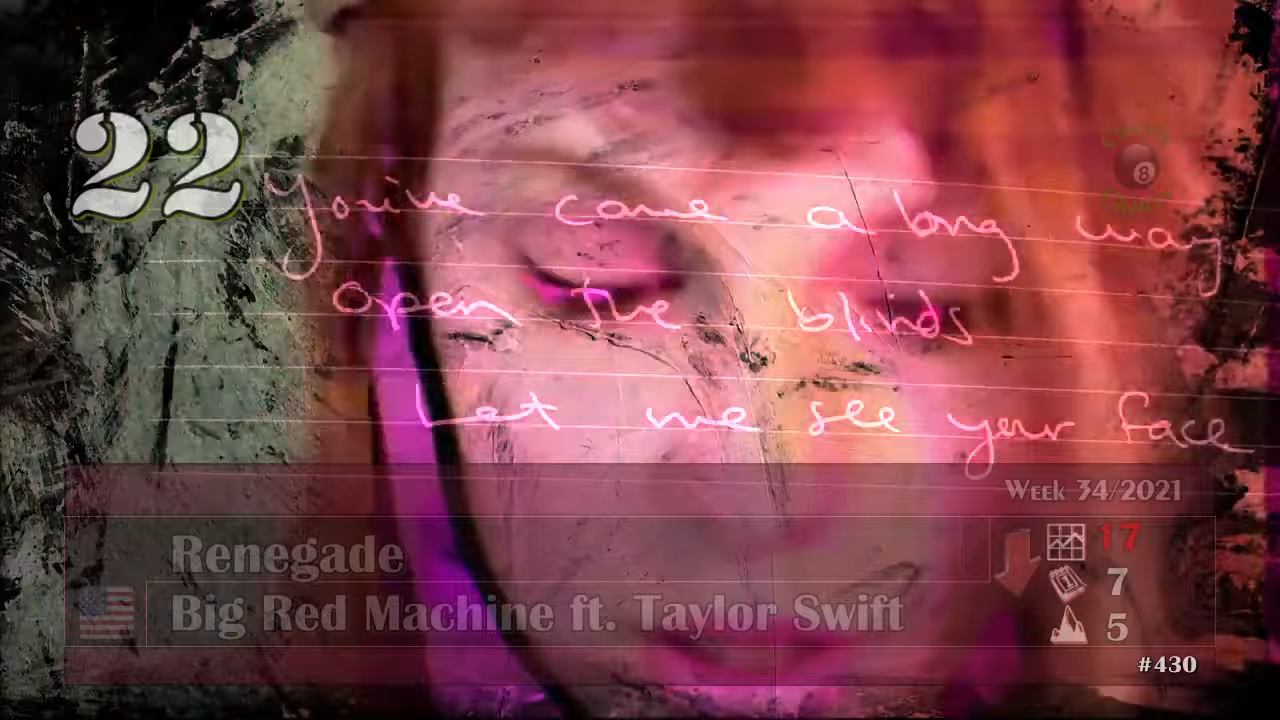 22
8
You've come a long way
Open the blinds
Let me see your face
Week 34/2021
Renegade
17
7
Big Red Machine ft. Taylor Swift
5
#430